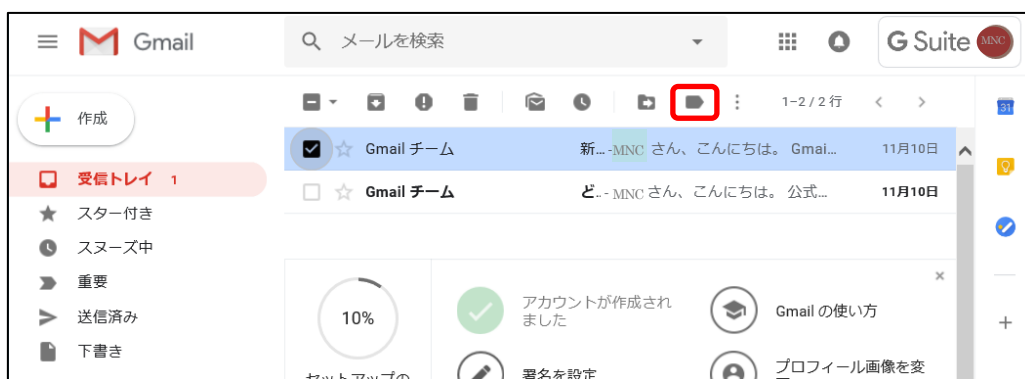 Gmail
メールを検索
G Suite
MNC
作成
1-2 / 2 行
31
Gmail チーム
新... - MNC さん、こんにちは。 Gmai...
11月10日
受信トレイ 1
Gmail チーム
ど... - MNC さん、こんにちは。 公式...
11月10日
スター付き
スヌーズ中
重要
送信済み
下書き
10%
アカウントが作成され
ました
Gmail の使い方
セットアップの
署名を設定
プロフィール画像を変